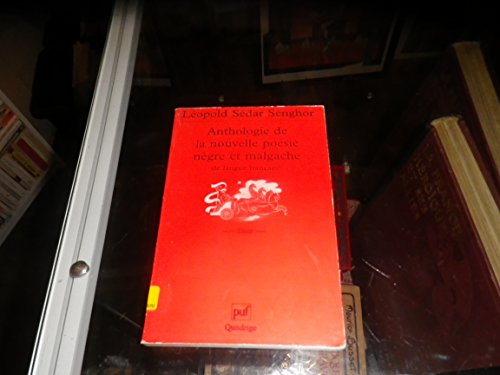 Léopold Sédar Senghor
Anthologie de
la nouvelle poésie
nègre et malgache
de langue française
puf
Quadrige